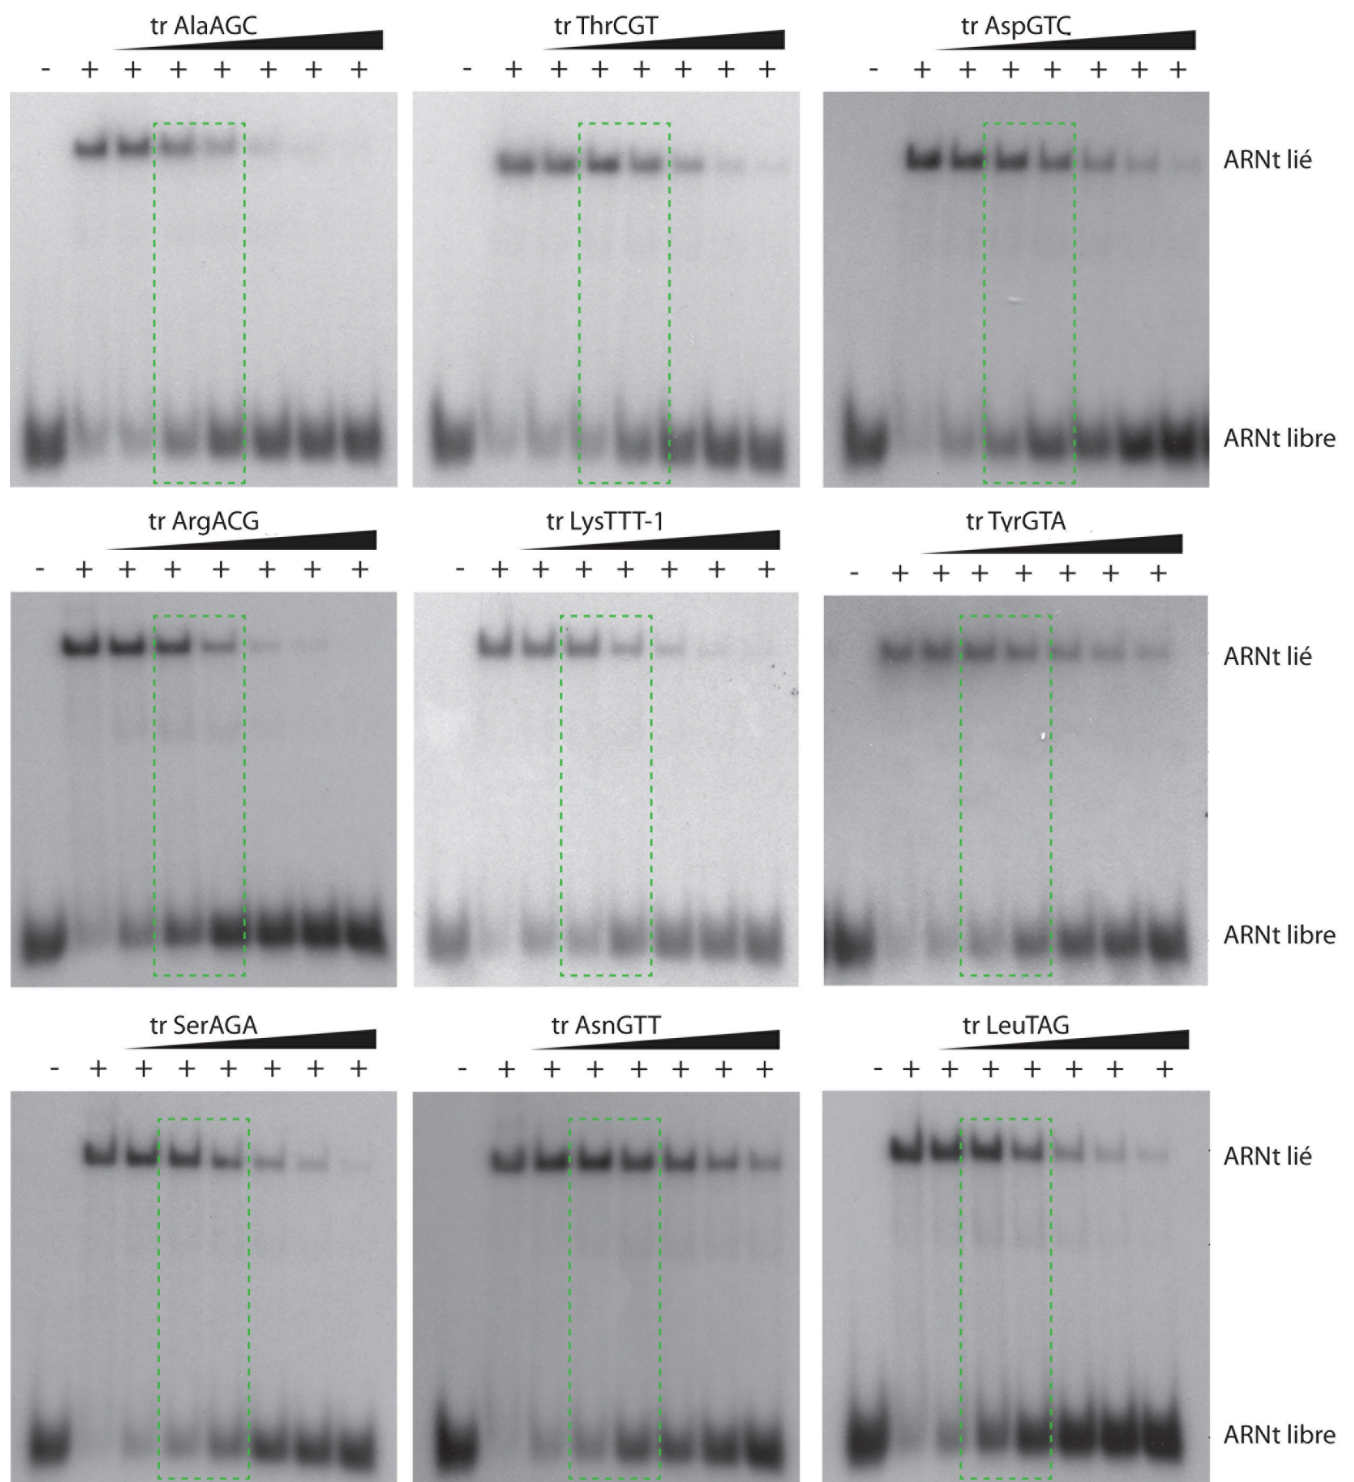 tr AlaAGC tr ThrCGT tr AspGTC
- + + + + + + + - + + + + + + + - + + + + + + +
ARNt lié
ARNt libre
tr ArgACG tr LysTTT-1 tr TyrGTA
- + + + + + + + - + + + + + + + - + + + + + + +
ARNt lié
ARNt libre
tr SerAGA tr AsnGTT tr LeuTAG
- + + + + + + + - + + + + + + + - + + + + + + +
ARNt lié
ARNt libre